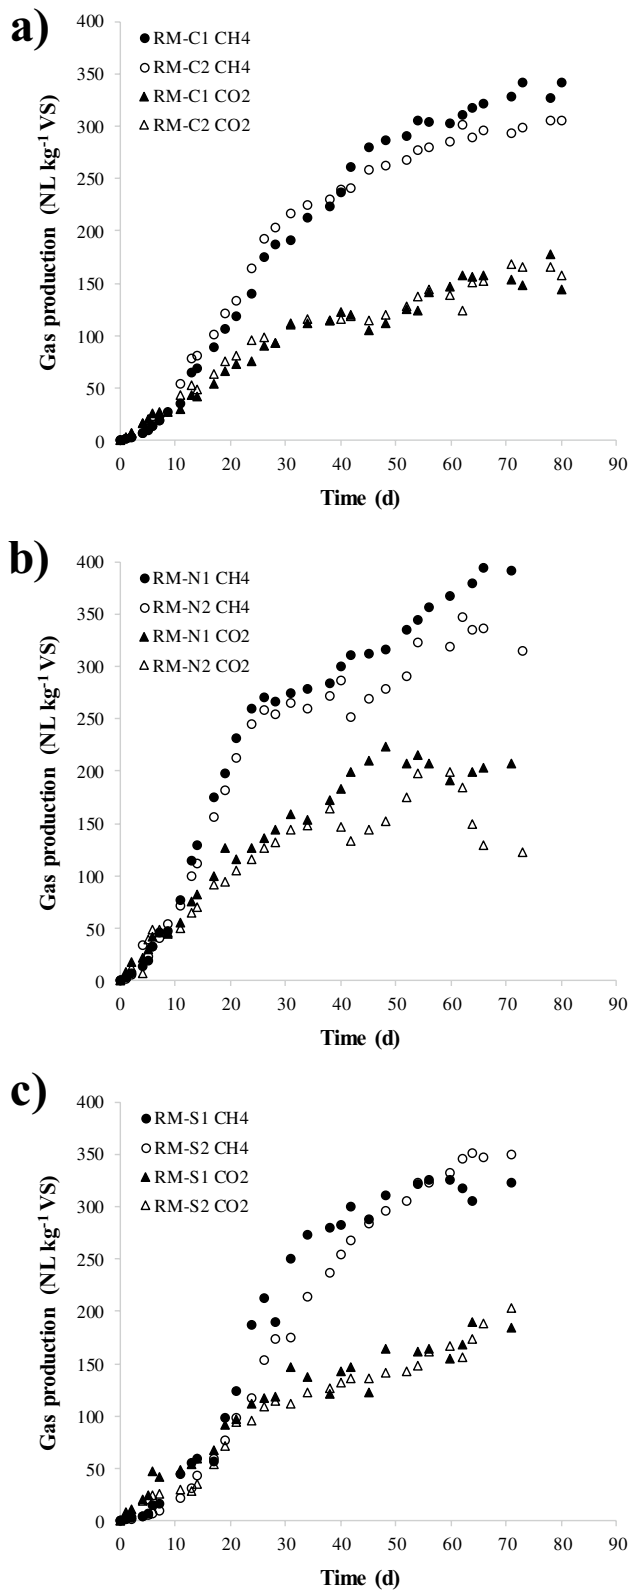 a)
400
350
300
250
200
150
100
50
0
RM-C1 CH4
RM-C2 CH4
RM-C1 CO2
RM-C2 CO2
Gas production (NL kg-1 VS)
0 10 20 30 40 50 60 70 80 90
Time (d)
b)
400
350
300
250
200
150
100
50
0
RM-N1 CH4
RM-N2 CH4
RM-N1 CO2
RM-N2 CO2
Gas production (NL kg-1 VS)
0 10 20 30 40 50 60 70 80 90
Time (d)
c)
400
350
300
250
200
150
100
50
0
RM-S1 CH4
RM-S2 CH4
RM-S1 CO2
RM-S2 CO2
Gas production (NL kg-1 VS)
0 10 20 30 40 50 60 70 80 90
Time (d)